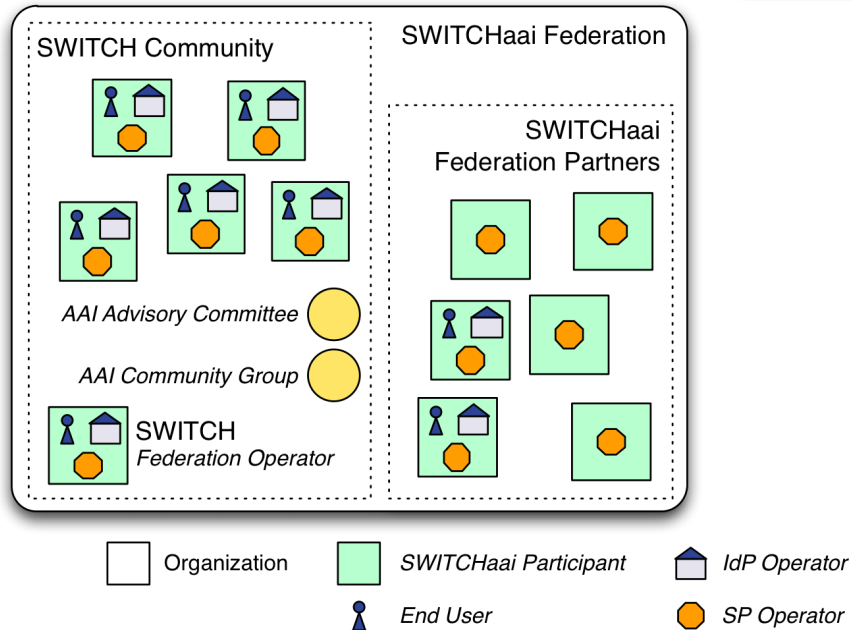 SWITCH Community
SWITCHaai Federation
SWITCHaai
Federation Partners
AAI Advisory Committee
AAI Community Group
SWITCH
Federation Operator
Organization
SWITCHaai Participant
IdP Operator
End User
SP Operator